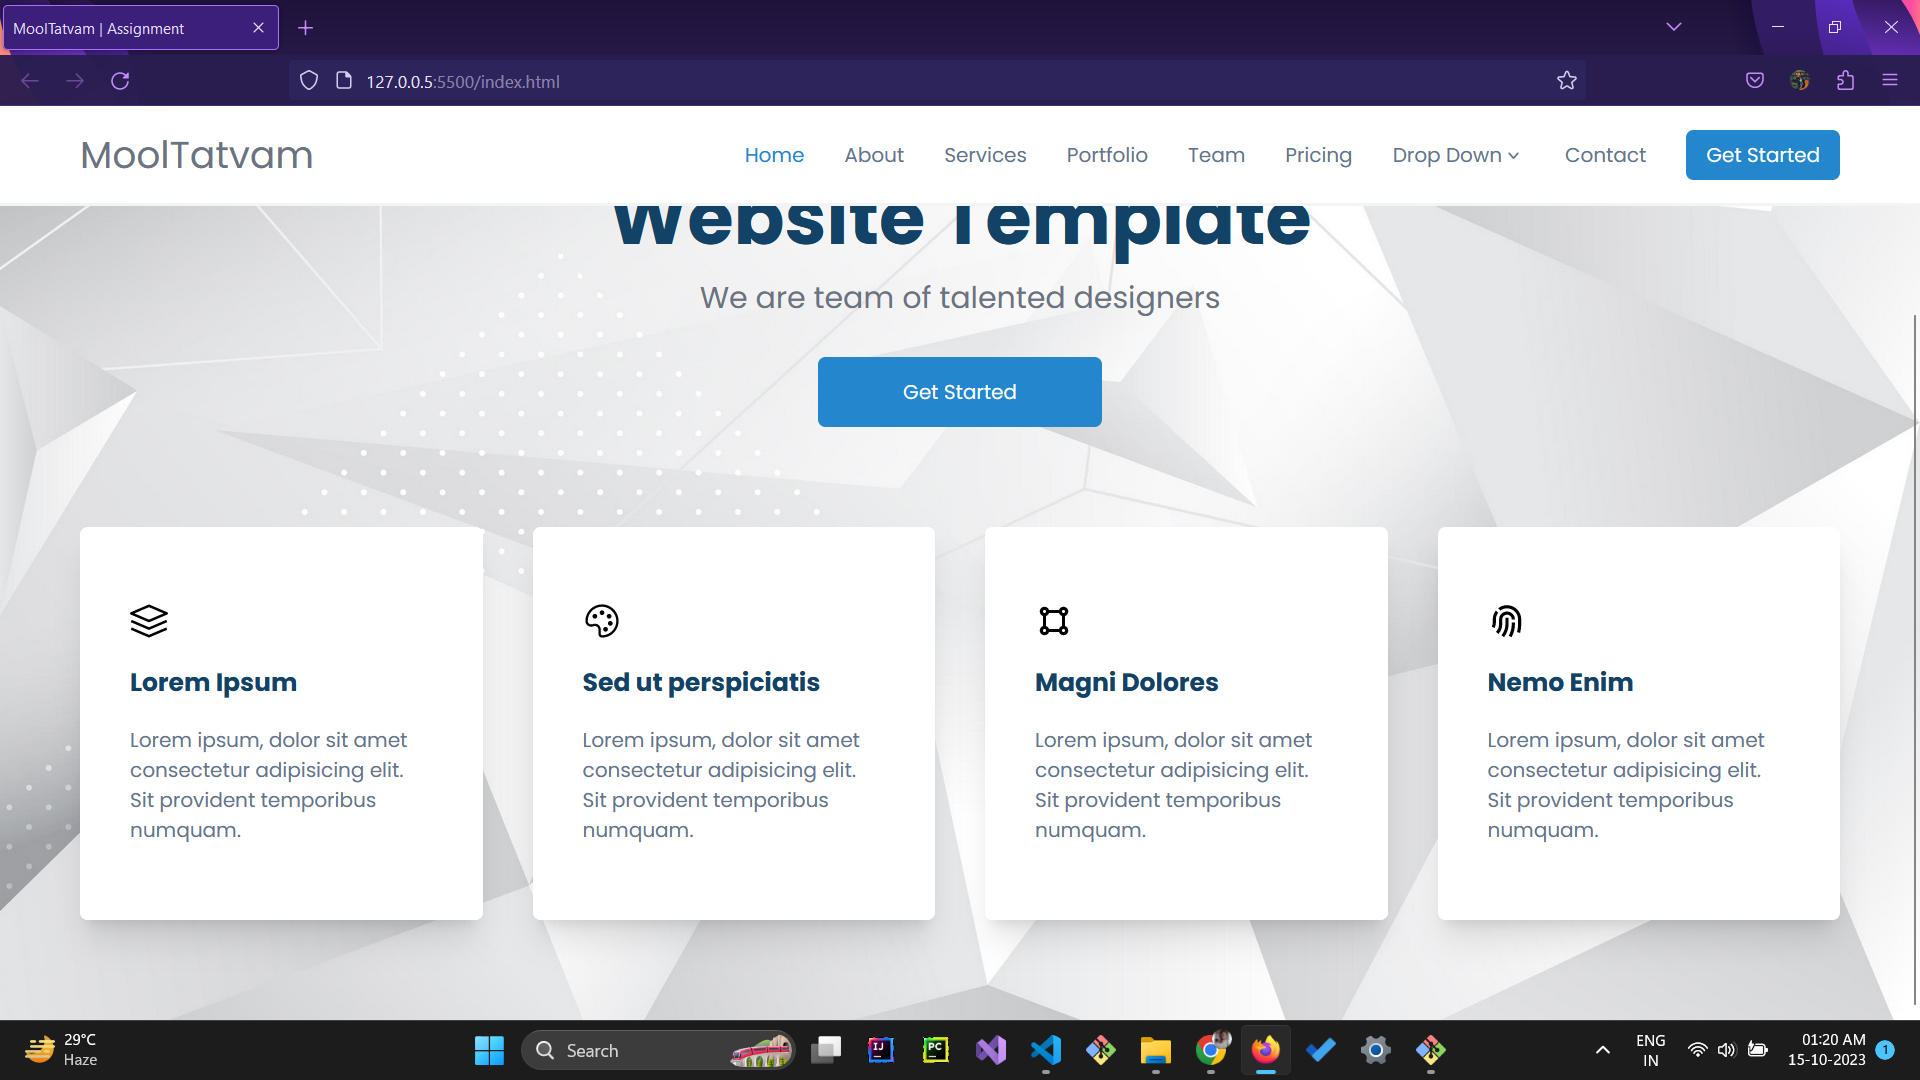 MoolTatvam | Assignment
127.0.0.5:5500/index.html
MoolTatvam
Home About Services Portfolio Team Pricing Drop Down Contact Get Started
Website Template
We are team of talented designers
Get Started
Lorem Ipsum
Lorem ipsum, dolor sit amet
consectetur adipisicing elit.
Sit provident temporibus
numquam.
Sed ut perspiciatis
Lorem ipsum, dolor sit amet
consectetur adipisicing elit.
Sit provident temporibus
numquam.
Magni Dolores
Lorem ipsum, dolor sit amet
consectetur adipisicing elit.
Sit provident temporibus
numquam.
Nemo Enim
Lorem ipsum, dolor sit amet
consectetur adipisicing elit.
Sit provident temporibus
numquam.
29°C
Haze
Search
IJ
PC
ENG
IN
01:20 AM
15-10-2023
1